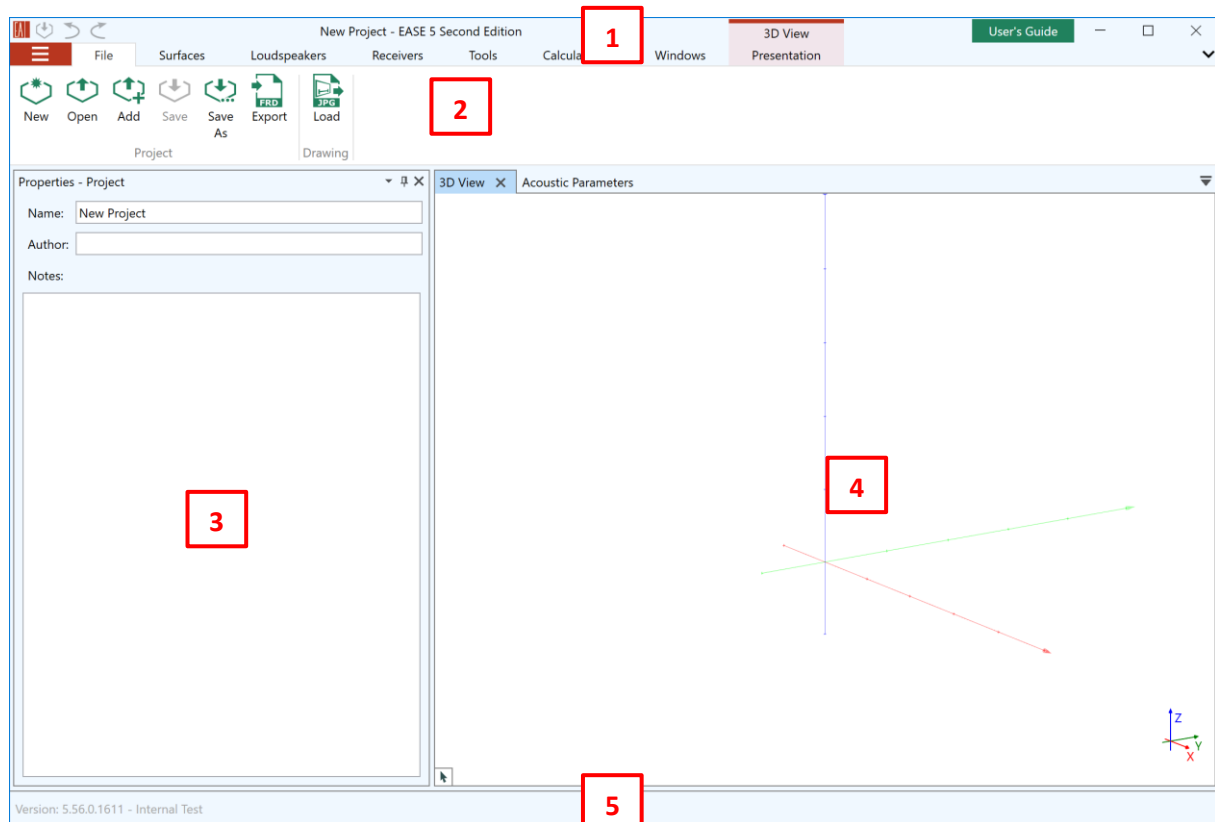 New Project - EASE 5 Second Edition
1
3D View
User's Guide
File
Surfaces
Loudspeakers
Receivers
Tools
Windows
Presentation
New
Open
Add
Save
Save As
FRD
Export
JPG
Load
2
Project
Drawing
Properties - Project
3D View
Acoustic Parameters
Name: New Project
Author:
Notes:
3
4
Z
Y
X
Version: 5.56.0.1611 - Internal Test
5